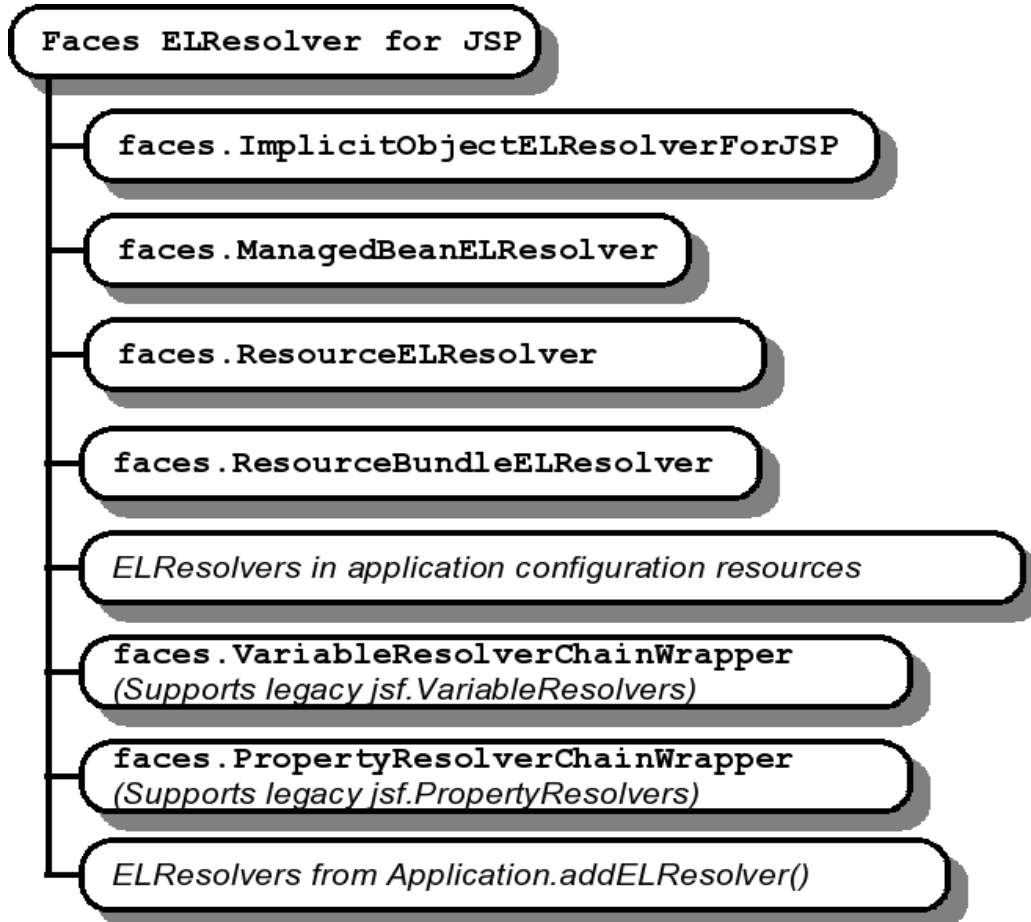 Faces ELResolver for JSP
faces.ImplicitObjectELResolverForJSP
faces.ManagedBeanELResolver
faces.ResourceELResolver
faces.ResourceBundleELResolver
ELResolvers in application configuration resources
faces.VariableResolverChainWrapper
(Supports legacy jsf.VariableResolvers)
faces.PropertyResolverChainWrapper
(Supports legacy jsf.PropertyResolvers)
ELResolvers from Application.addELResolver()